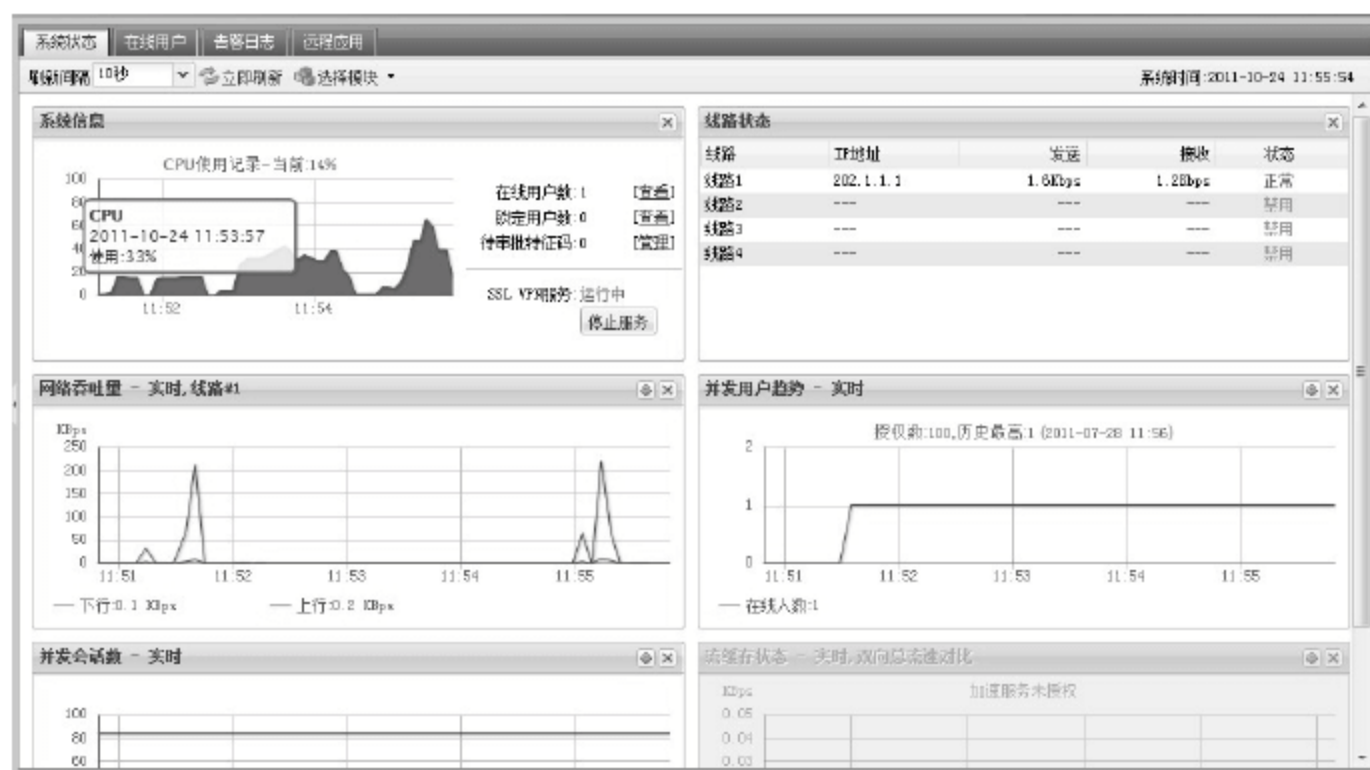 系统状态 在线用户 告警日志 远程应用
刷新间隔 10秒 立即刷新 选择模块 系统时间:2011-10-24 11:55:54
系统信息
CPU使用记录-当前:14%
100
80
60
40
20
0
11:52 11:54
CPU
2011-10-24 11:53:57
使用:33%
在线用户数:1 [查看]
锁定用户数:0 [查看]
待审批特征码:0 [管理]
SSL VPN服务:运行中
停止服务
线路状态
线路 IP地址 发送 接收 状态
线路1 202.1.1.1 1.6Kbps 1.2Kbps 正常
线路2 --- --- --- 禁用
线路3 --- --- --- 禁用
线路4 --- --- --- 禁用
网络吞吐量 - 实时,线路#1
KBps
250
200
150
100
50
0
11:51 11:52 11:53 11:54 11:55
下行:0.1 KBps 上行:0.2 KBps
并发用户趋势 - 实时
授权数:100,历史最高:1 (2011-07-28 11:56)
2
1
0
11:51 11:52 11:53 11:54 11:55
在线人数:1
并发会话数 - 实时
100
80
60
流缓存状态 - 实时,双向总流速对比
KBps 加速服务未授权
0.05
0.04
0.03